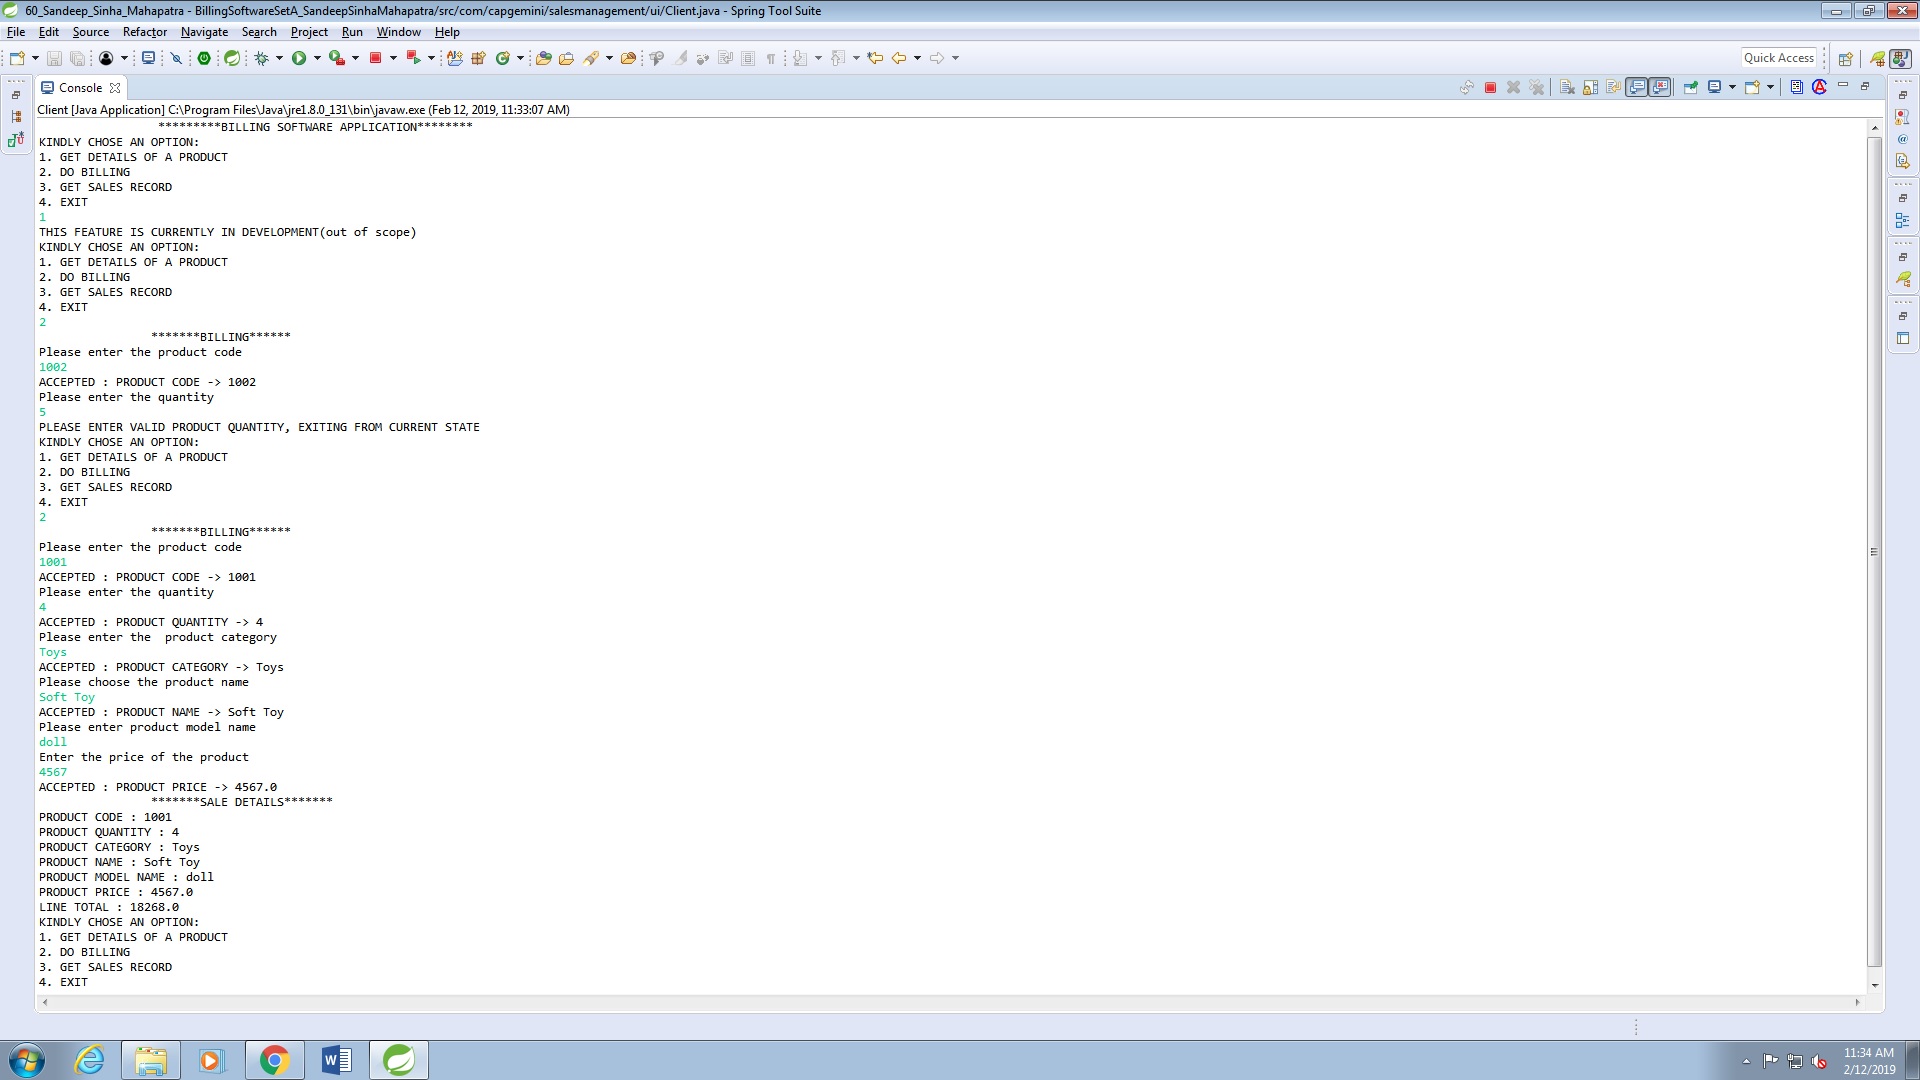 60_Sandeep_Sinha_Mahapatra - BillingSoftwareSetA_SandeepSinhaMahapatra/src/com/capgemini/salesmanagement/ui/Client.java - Spring Tool Suite
File Edit Source Refactor Navigate Search Project Run Window Help
Quick Access
Console
Client [Java Application] C:\Program Files\Java\jre1.8.0_131\bin\javaw.exe (Feb 12, 2019, 11:33:07 AM)
*********BILLING SOFTWARE APPLICATION********
KINDLY CHOSE AN OPTION:
1. GET DETAILS OF A PRODUCT
2. DO BILLING
3. GET SALES RECORD
4. EXIT
1
THIS FEATURE IS CURRENTLY IN DEVELOPMENT(out of scope)
KINDLY CHOSE AN OPTION:
1. GET DETAILS OF A PRODUCT
2. DO BILLING
3. GET SALES RECORD
4. EXIT
2
*******BILLING******
Please enter the product code
1002
ACCEPTED : PRODUCT CODE -> 1002
Please enter the quantity
5
PLEASE ENTER VALID PRODUCT QUANTITY, EXITING FROM CURRENT STATE
KINDLY CHOSE AN OPTION:
1. GET DETAILS OF A PRODUCT
2. DO BILLING
3. GET SALES RECORD
4. EXIT
2
*******BILLING******
Please enter the product code
1001
ACCEPTED : PRODUCT CODE -> 1001
Please enter the quantity
4
ACCEPTED : PRODUCT QUANTITY -> 4
Please enter the  product category
Toys
ACCEPTED : PRODUCT CATEGORY -> Toys
Please choose the product name
Soft Toy
ACCEPTED : PRODUCT NAME -> Soft Toy
Please enter product model name
doll
Enter the price of the product
4567
ACCEPTED : PRODUCT PRICE -> 4567.0
*******SALE DETAILS*******
PRODUCT CODE : 1001
PRODUCT QUANTITY : 4
PRODUCT CATEGORY : Toys
PRODUCT NAME : Soft Toy
PRODUCT MODEL NAME : doll
PRODUCT PRICE : 4567.0
LINE TOTAL : 18268.0
KINDLY CHOSE AN OPTION:
1. GET DETAILS OF A PRODUCT
2. DO BILLING
3. GET SALES RECORD
4. EXIT
11:34 AM
2/12/2019